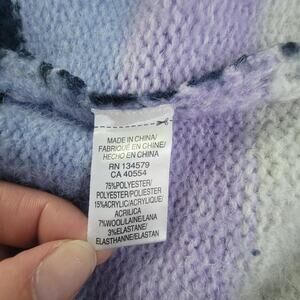 MADE IN CHINA/
FABRIQUÉ EN CHINE/
HECHO EN CHINA
RN 134579
CA 40554
75%POLYESTER/
POLYESTER/POLIESTER
15%ACRYLIC/ACRYLIQUE/
ACRILICA
7%WOOL/LAINE/LANA
3%ELASTANE/
ELASTHANNE/ELASTAN